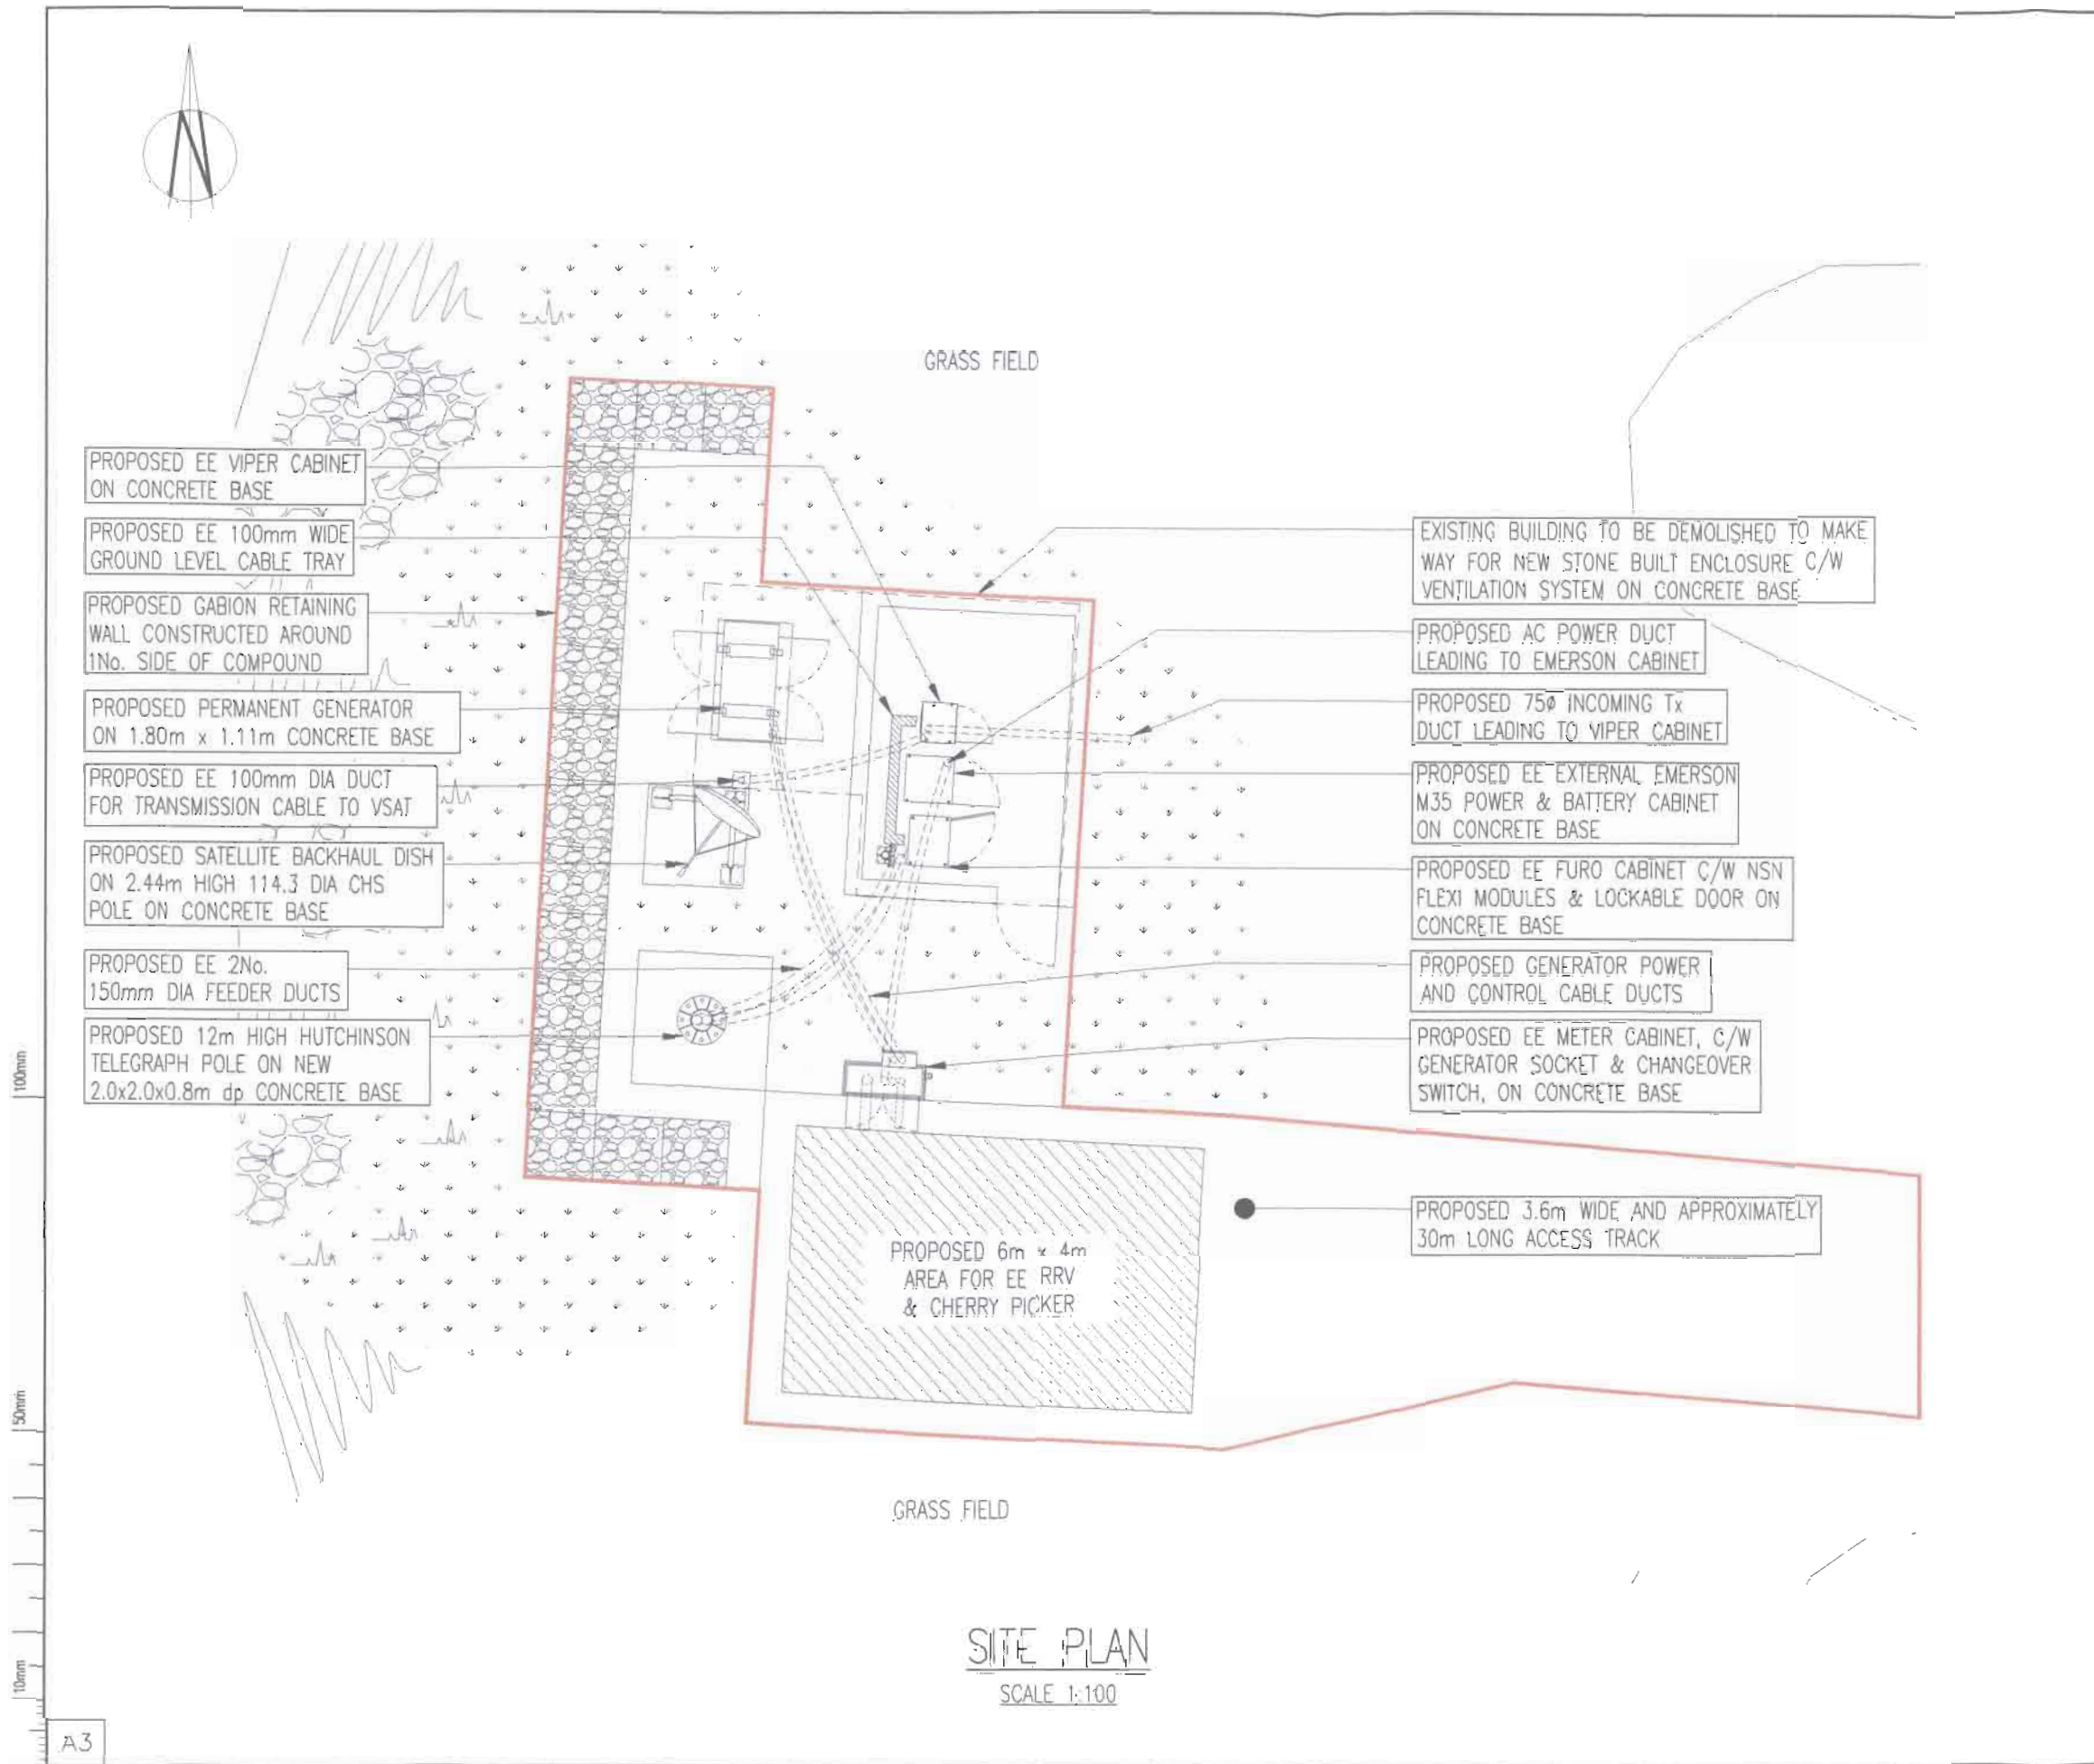 N
GRASS FIELD
PROPOSED EE VIPER CABINET
ON CONCRETE BASE
PROPOSED EE 100mm WIDE
GROUND LEVEL CABLE TRAY
PROPOSED GABION RETAINING
WALL CONSTRUCTED AROUND
1No. SIDE OF COMPOUND
PROPOSED PERMANENT GENERATOR
ON 1.80m x 1.11m CONCRETE BASE
PROPOSED EE 100mm DIA DUCT
FOR TRANSMISSION CABLE TO VSAT
PROPOSED SATELLITE BACKHAUL DISH
ON 2.44m HIGH 114.3 DIA CHS
POLE ON CONCRETE BASE
PROPOSED EE 2No.
150mm DIA FEEDER DUCTS
PROPOSED 12m HIGH HUTCHINSON
TELEGRAPH POLE ON NEW
2.0x2.0x0.8m dp CONCRETE BASE
EXISTING BUILDING TO BE DEMOLISHED TO MAKE
WAY FOR NEW STONE BUILT ENCLOSURE C/W
VENTILATION SYSTEM ON CONCRETE BASE
PROPOSED AC POWER DUCT
LEADING TO EMERSON CABINET
PROPOSED 75ø INCOMING Tx
DUCT LEADING TO VIPER CABINET
PROPOSED EE EXTERNAL EMERSON
M35 POWER & BATTERY CABINET
ON CONCRETE BASE
PROPOSED EE FURO CABINET C/W NSN
FLEXI MODULES & LOCKABLE DOOR ON
CONCRETE BASE
PROPOSED GENERATOR POWER
AND CONTROL CABLE DUCTS
PROPOSED EE METER CABINET, C/W
GENERATOR SOCKET & CHANGEOVER
SWITCH, ON CONCRETE BASE
PROPOSED 3.6m WIDE AND APPROXIMATELY
30m LONG ACCESS TRACK
PROPOSED 6m x 4m
AREA FOR EE RRV
& CHERRY PICKER
GRASS FIELD
SITE PLAN
SCALE 1:100
100mm
50mm
10mm
A3